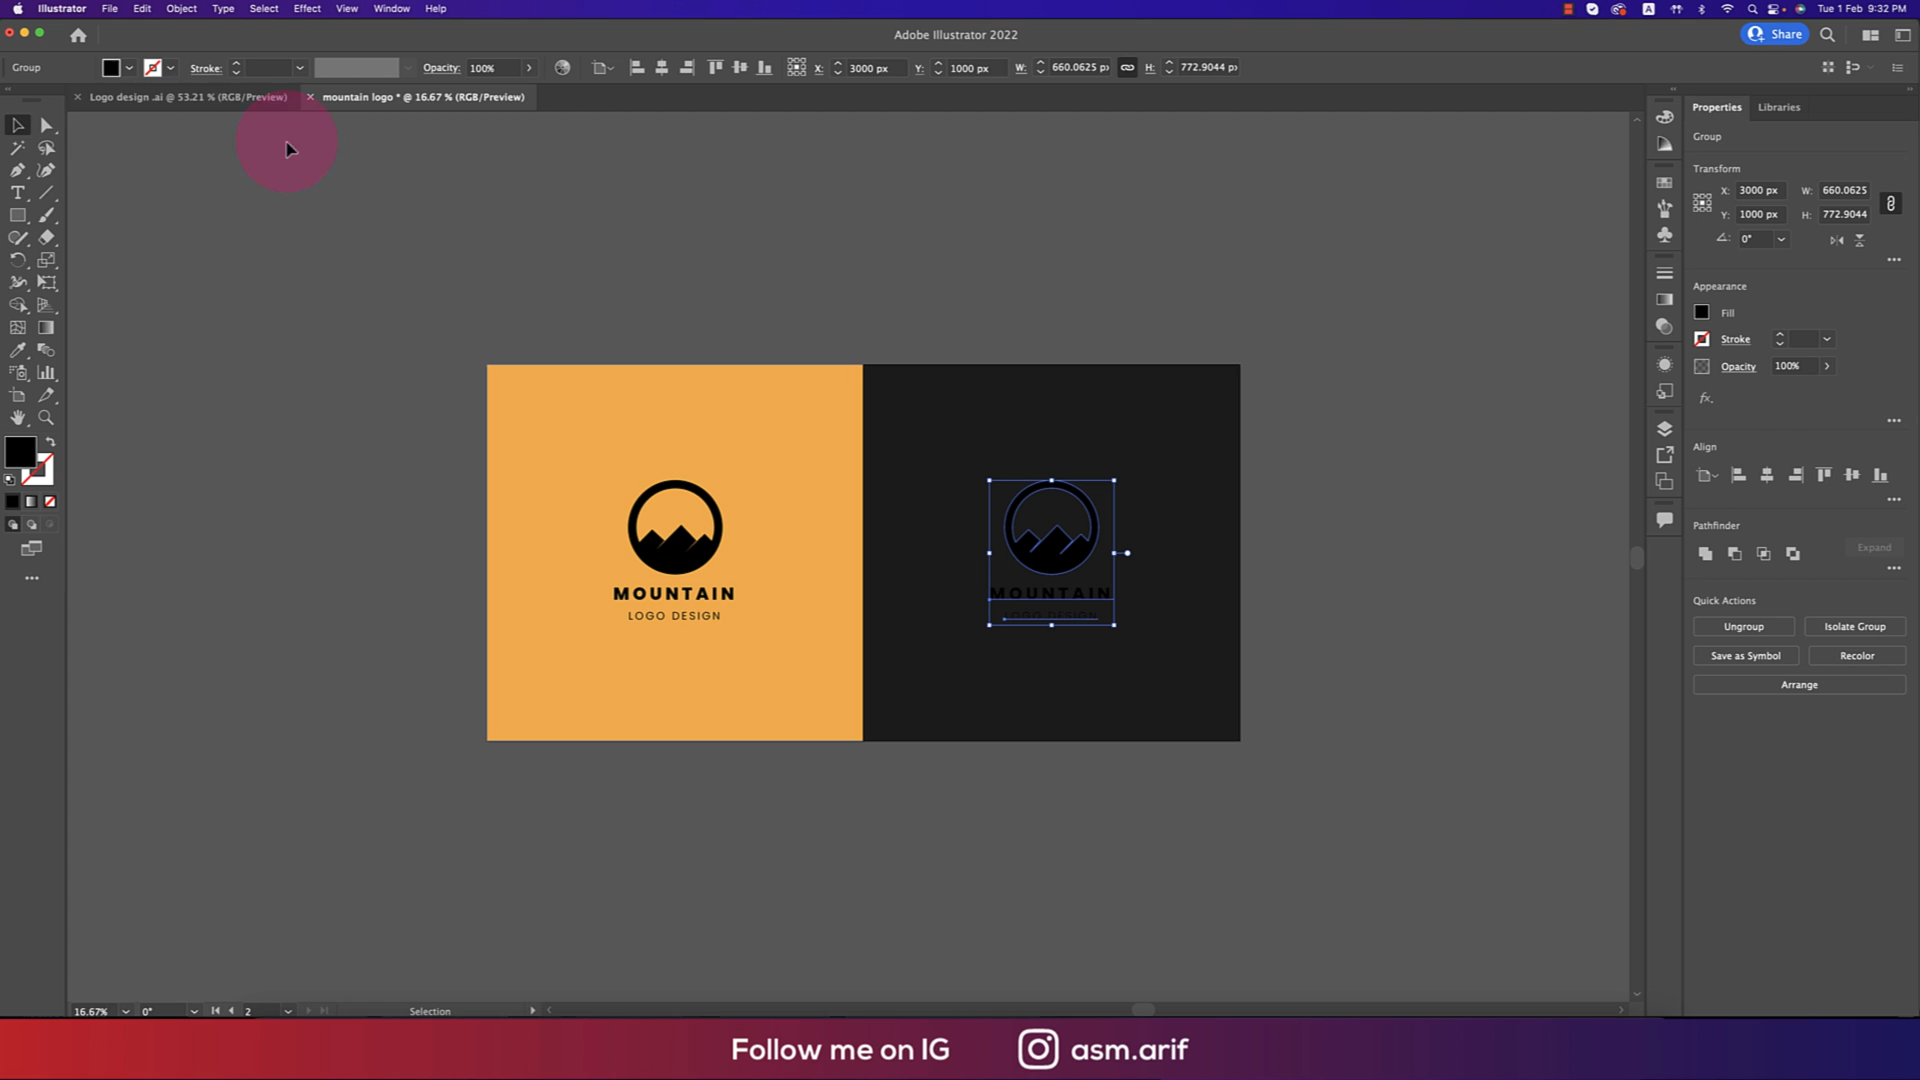 Illustrator File Edit Object Type Select Effect View Window Help A Tue 1 Feb 9:32 PM
Adobe Illustrator 2022 Share
Group Stroke: Opacity: 100% X: 3000 px Y: 1000 px W: 660.0625 p: H: 772.9044 p:
Logo design .ai @ 53.21 % (RGB/Preview) mountain logo * @ 16.67 % (RGB/Preview)
Properties Libraries
Group
Transform
X: 3000 px W: 660.0625
Y: 1000 px H: 772.9044
0°
Appearance
Fill
Stroke
Opacity 100%
fx.
Align
Pathfinder
Expand
Quick Actions
Ungroup Isolate Group
Save as Symbol Recolor
Arrange
MOUNTAIN
LOGO DESIGN
MOUNTAIN
LOGO DESIGN
16.67% 0° 2 Selection
Follow me on IG asm.arif